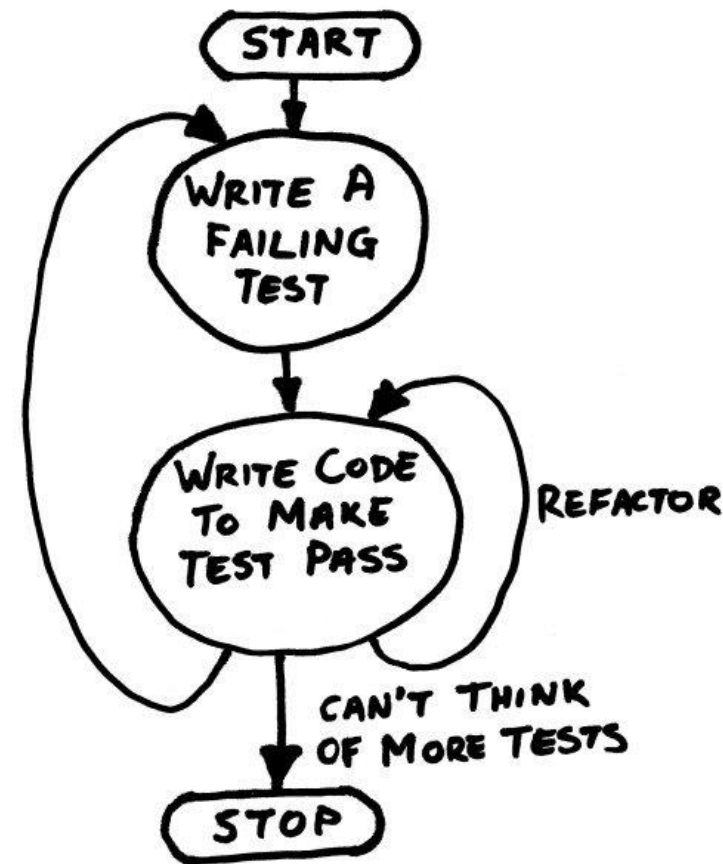 START
WRITE A
FAILING
TEST
WRITE CODE
TO MAKE
TEST PASS
REFACTOR
CAN'T THINK
OF MORE TESTS
STOP